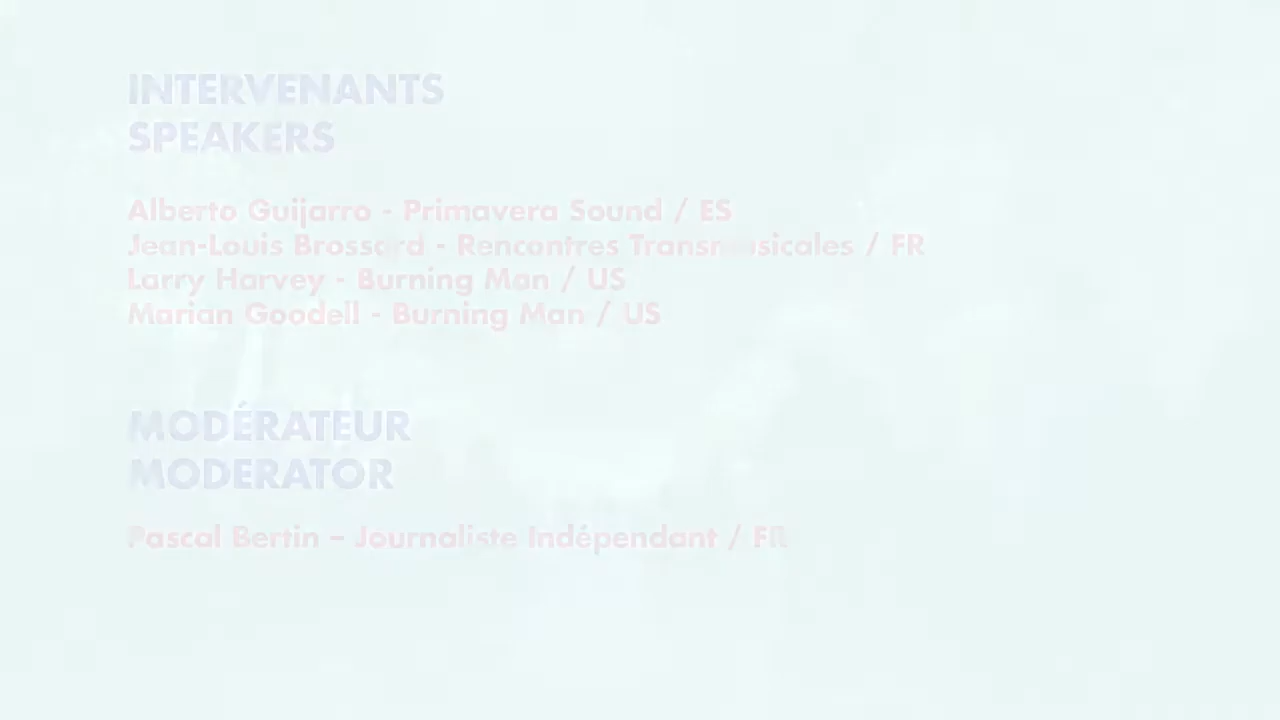 INTERVENANTS
SPEAKERS
Alberto Guijarro - Primavera Sound / ES
Jean-Louis Brossard - Rencontres Transmusicales / FR
Larry Harvey - Burning Man / US
Marian Goodell - Burning Man / US
MODÉRATEUR
MODERATOR
Pascal Bertin – Journaliste Indépendant / FR